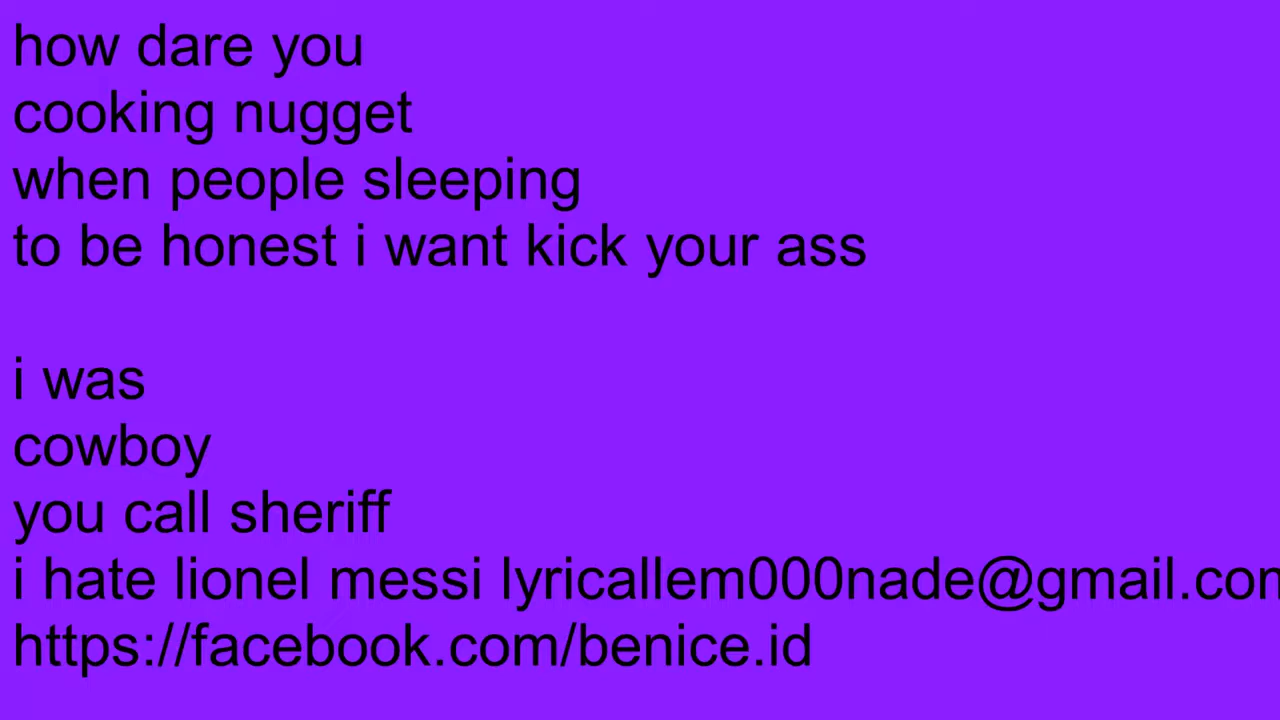 how dare you
cooking nugget
when people sleeping
to be honest i want kick your ass
i was
cowboy
you call sheriff
i hate lionel messi lyricallem000nade@gmail.com
https://facebook.com/benice.id